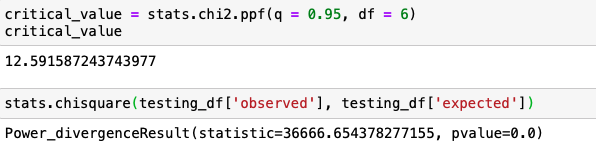 critical_value = stats.chi2.ppf(q = 0.95, df = 6)
critical_value
12.591587243743977
stats.chisquare(testing_df['observed'], testing_df['expected'])
Power_divergenceResult(statistic=36666.654378277155, pvalue=0.0)